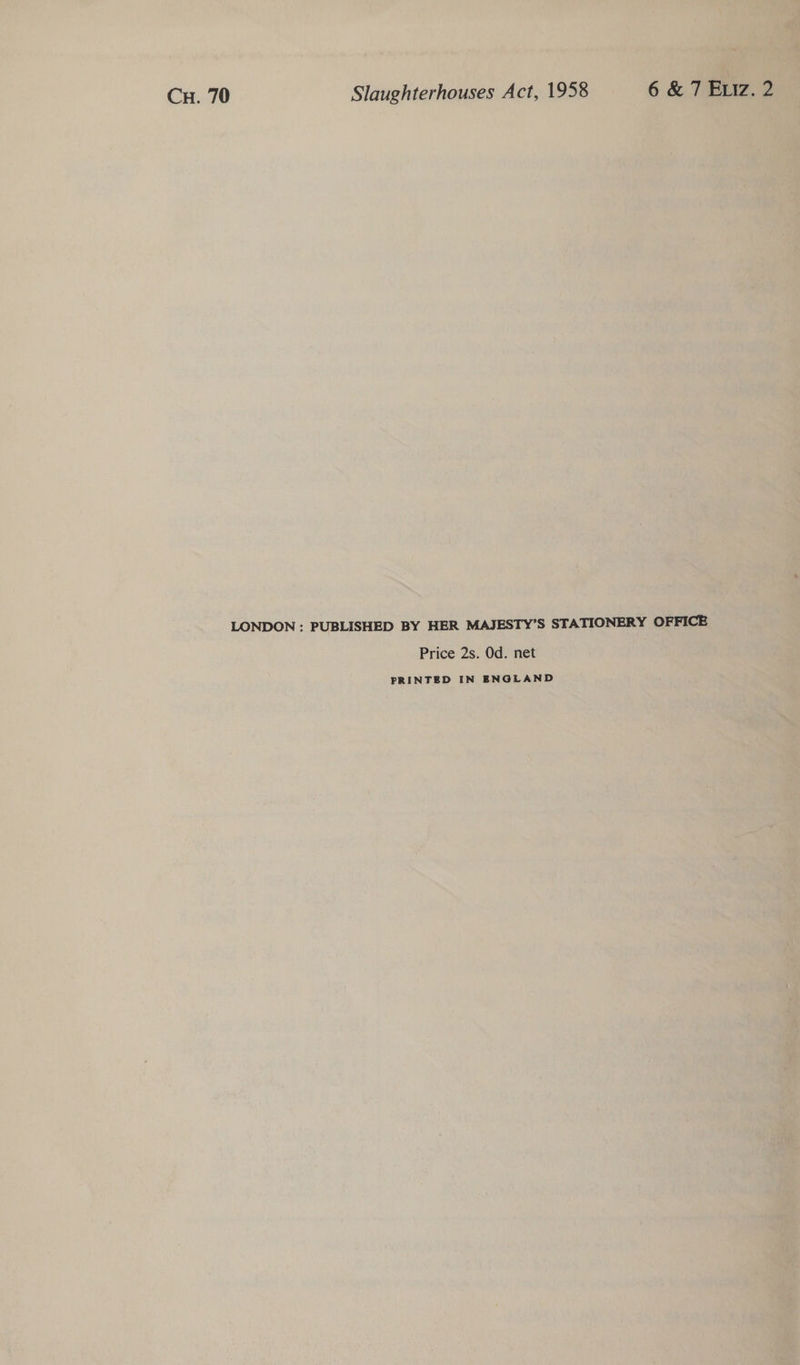 CH. 70 Slaughterhouses Act, 1958 6 & 7 ELIZ. 2
LONDON : PUBLISHED BY HER MAJESTY'S STATIONERY OFFICE
Price 2s. 0d. net
PRINTED IN ENGLAND